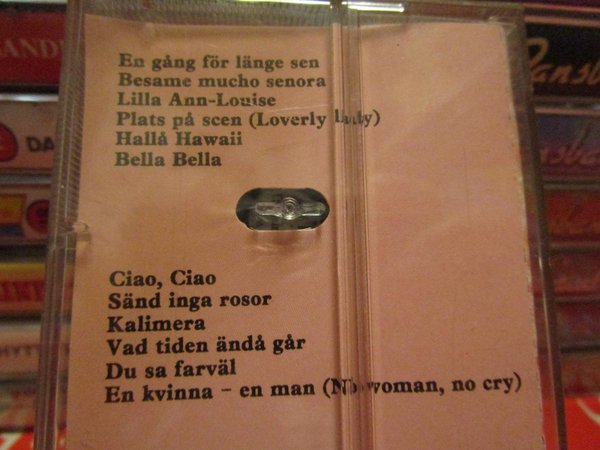 En gång för länge sen
Besame mucho senora
Lilla Ann-Louise
Plats på scen (Loverly lady)
Hallå Hawaii
Bella Bella
Ciao, Ciao
Sänd inga rosor
Kalimera
Vad tiden ändå går
Du sa farväl
En kvinna – en man (No woman, no cry)